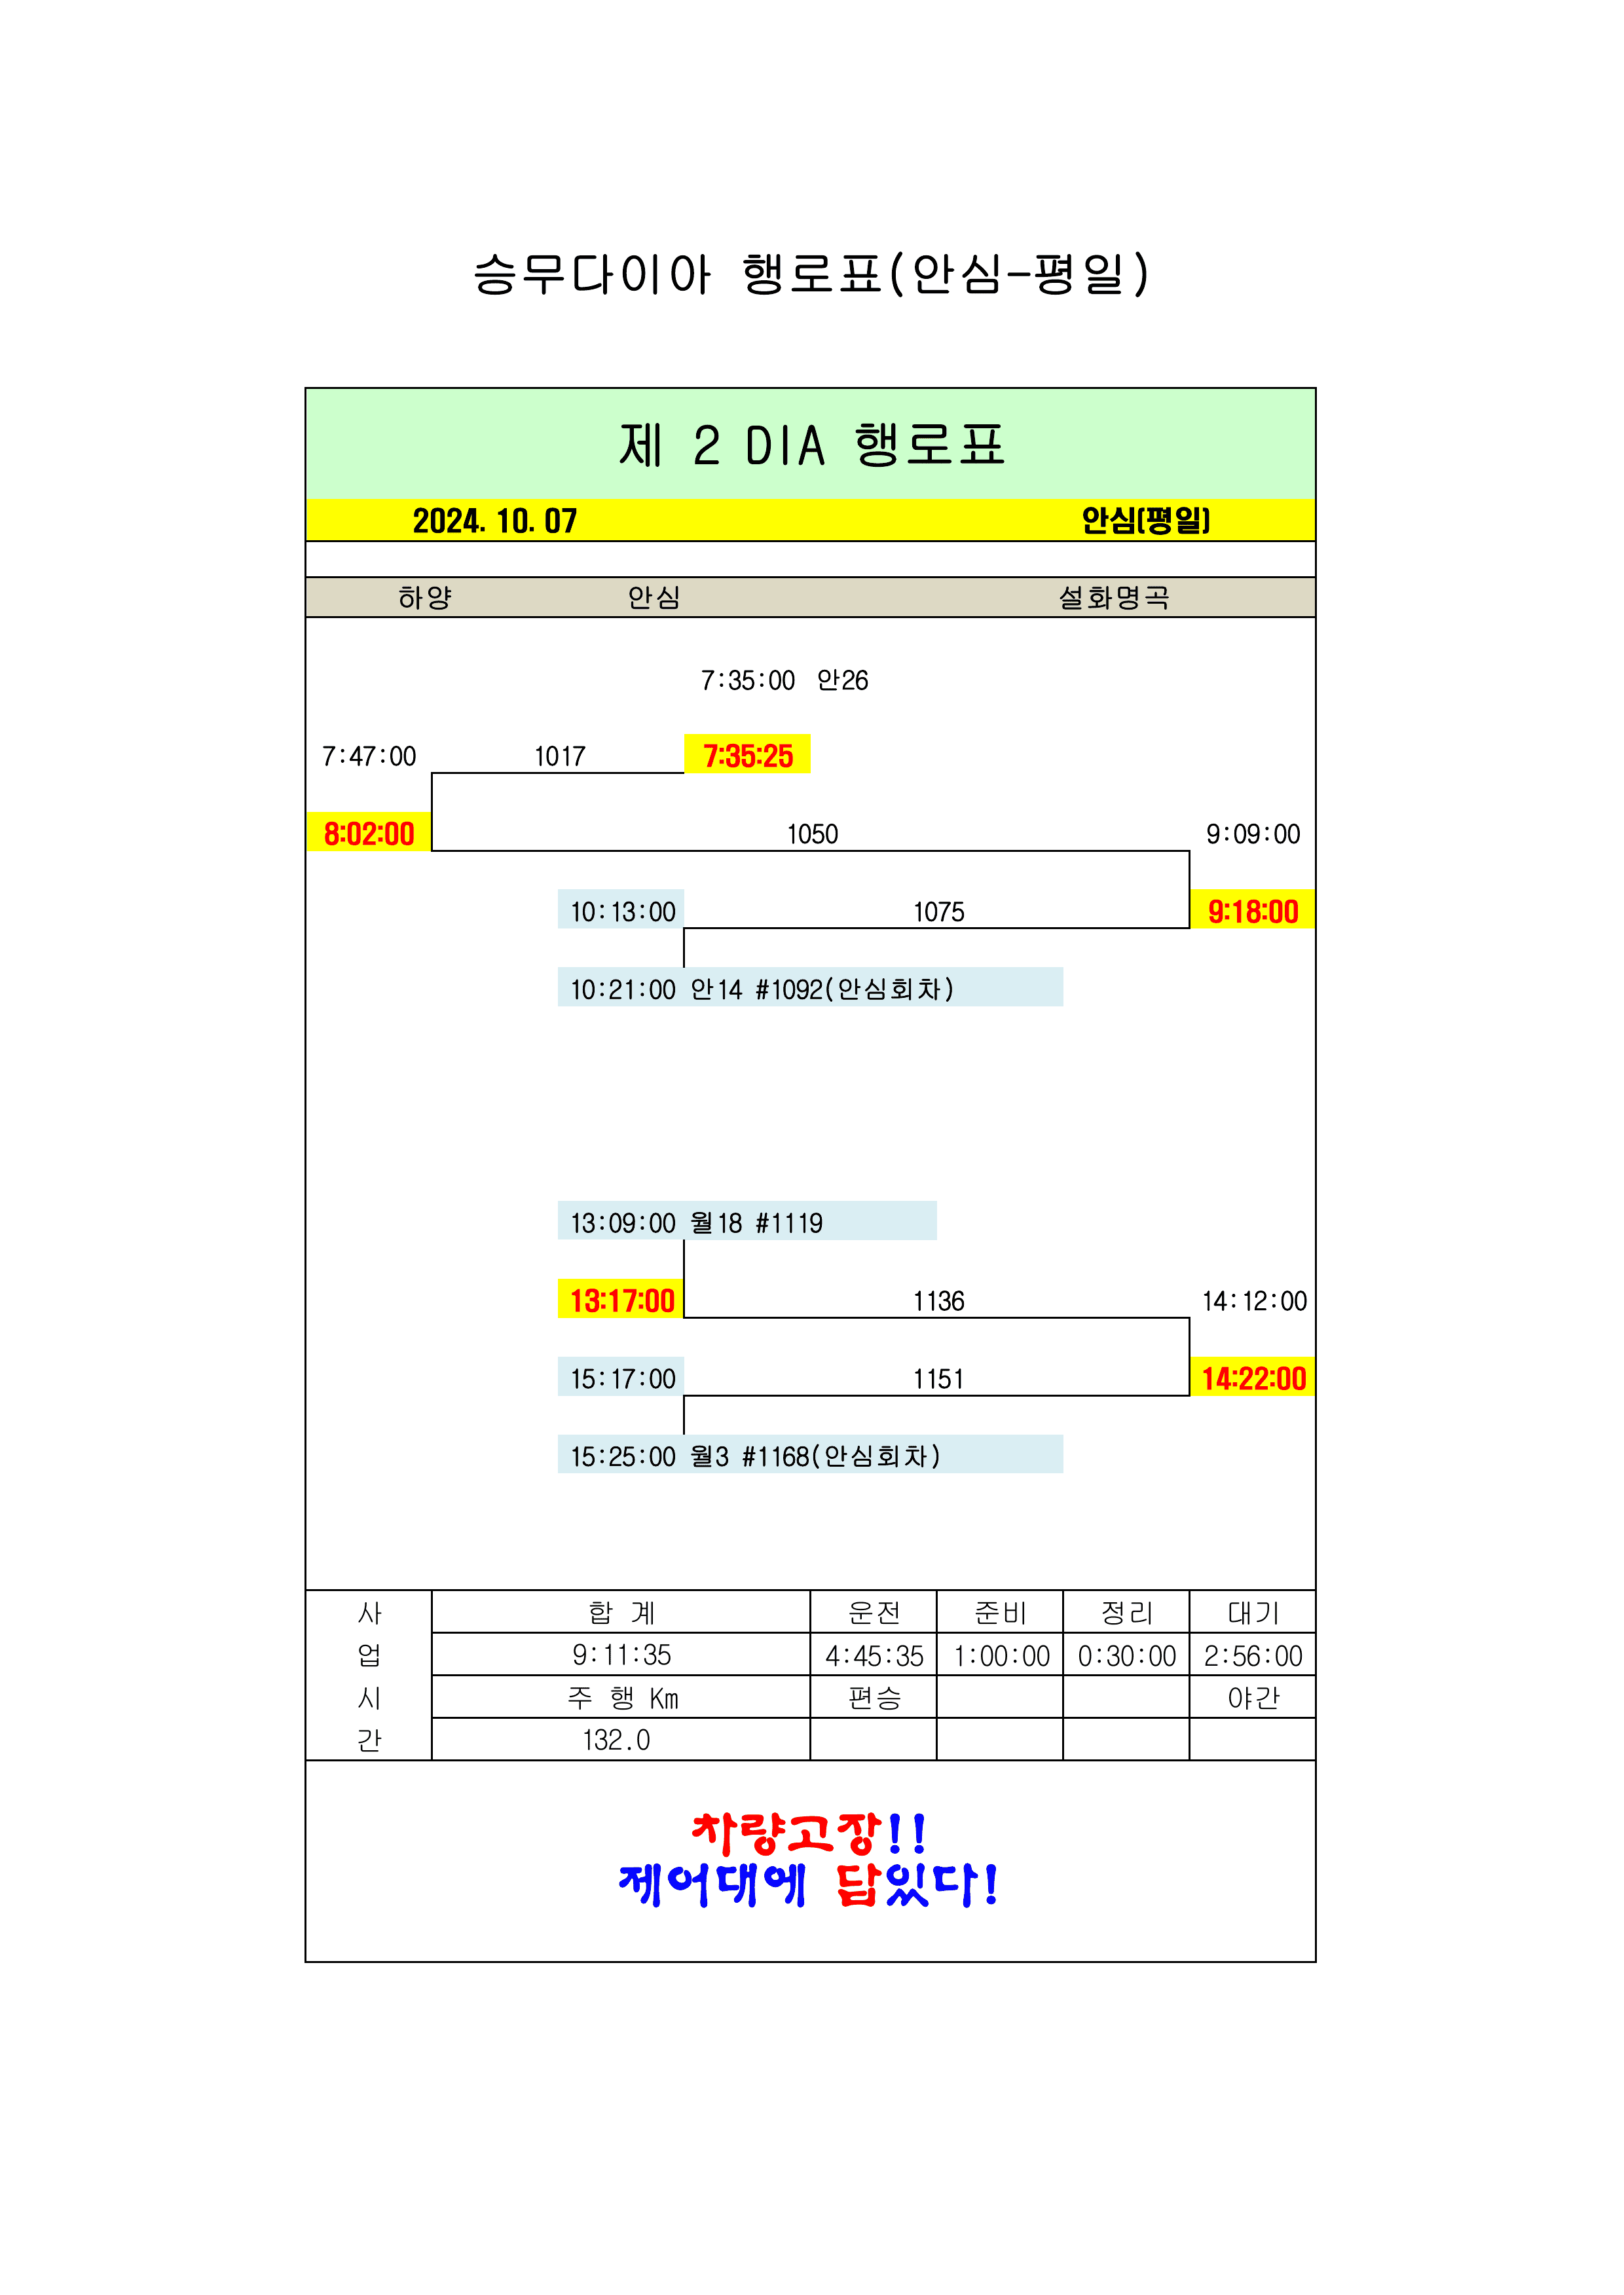 승무다이아 행로표(안심-평일)
제 2 DIA 행로표
2024. 10. 07 안심(평일)
하양 안심 설화명곡
7:35:00 안26
7:47:00 1017 7:35:25
8:02:00 1050 9:09:00
10:13:00 1075 9:18:00
10:21:00 안14 #1092(안심회차)
13:09:00 월18 #1119
13:17:00 1136 14:12:00
15:17:00 1151 14:22:00
15:25:00 월3 #1168(안심회차)
사 합 계 운전 준비 정리 대기
업 9:11:35 4:45:35 1:00:00 0:30:00 2:56:00
시 주 행 Km 편승 야간
간 132.0
차량고장!!
제어대에 답있다!